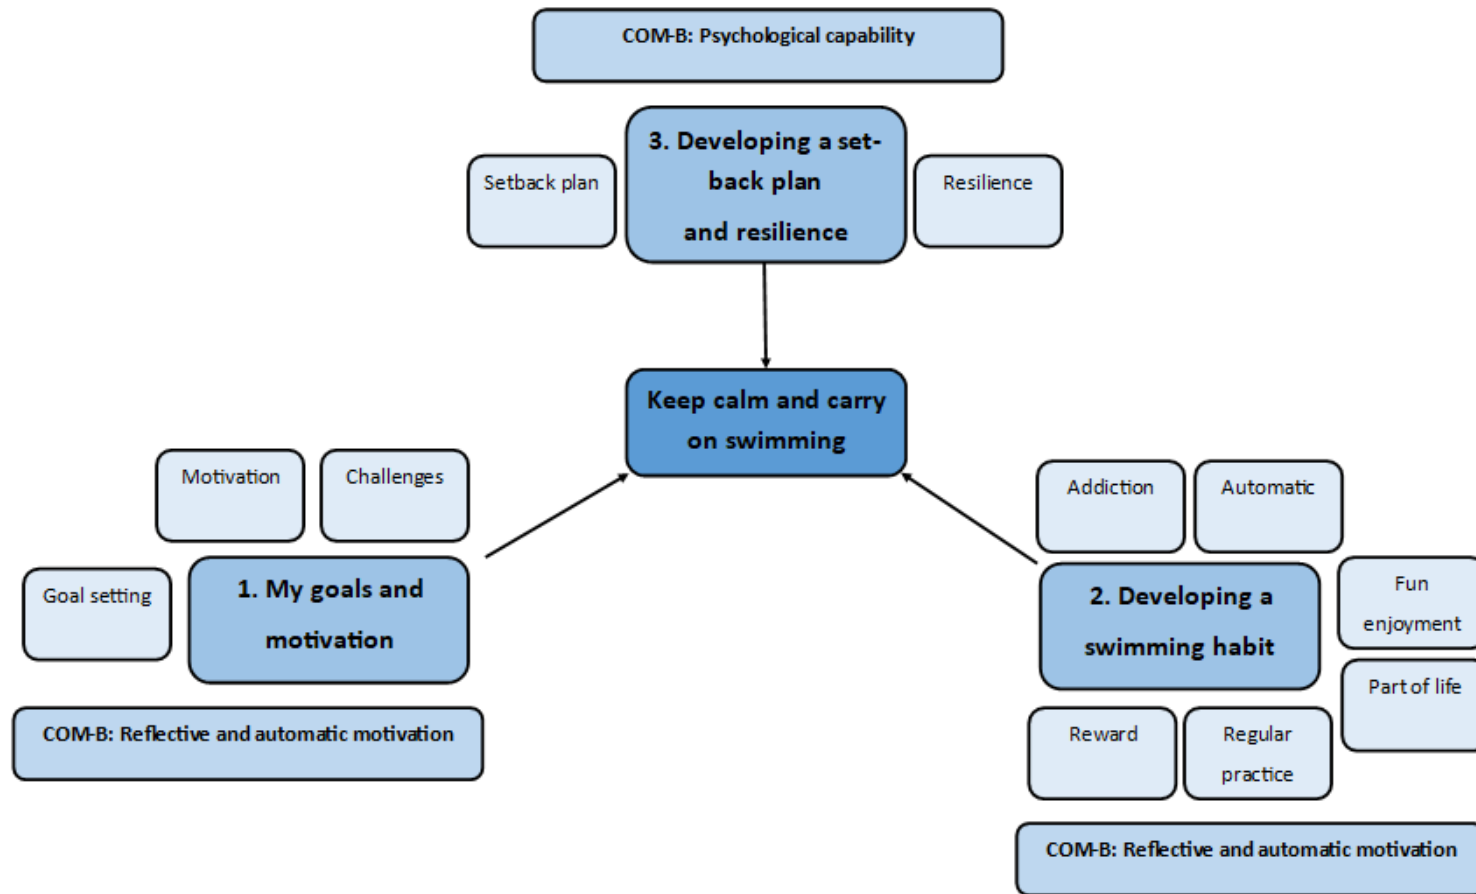 COM-B: Psychological capability
3. Developing a set-
back plan
and resilience
Setback plan
Resilience
Keep calm and carry
on swimming
Motivation
Challenges
Goal setting
1. My goals and
motivation
COM-B: Reflective and automatic motivation
Addiction
Automatic
2. Developing a
swimming habit
Fun
enjoyment
Part of life
Reward
Regular
practice
COM-B: Reflective and automatic motivation